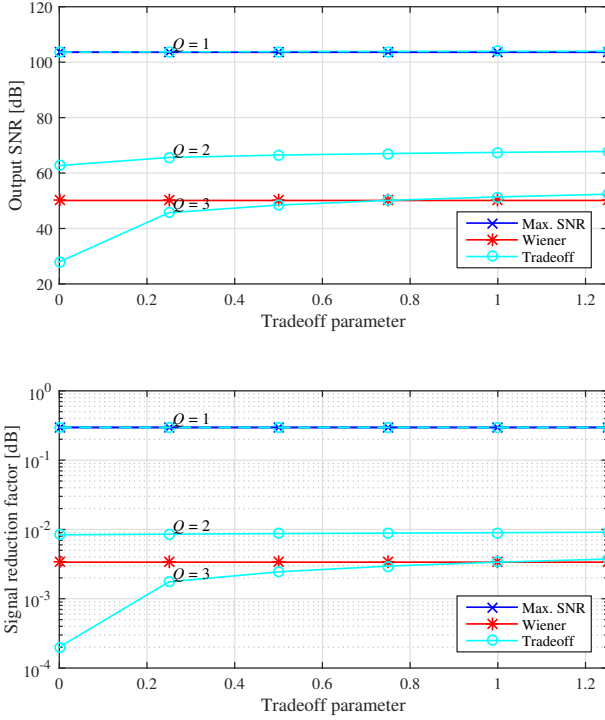 120
100
80
60
40
20
Output SNR [dB]
Q = 1
Q = 2
Q = 3
Max. SNR
Wiener
Tradeoff
0
0.2
0.4
0.6
0.8
1
1.2
Tradeoff parameter
10^0
10^-1
10^-2
10^-3
10^-4
Signal reduction factor [dB]
Q = 1
Q = 2
Q = 3
Max. SNR
Wiener
Tradeoff
0
0.2
0.4
0.6
0.8
1
1.2
Tradeoff parameter